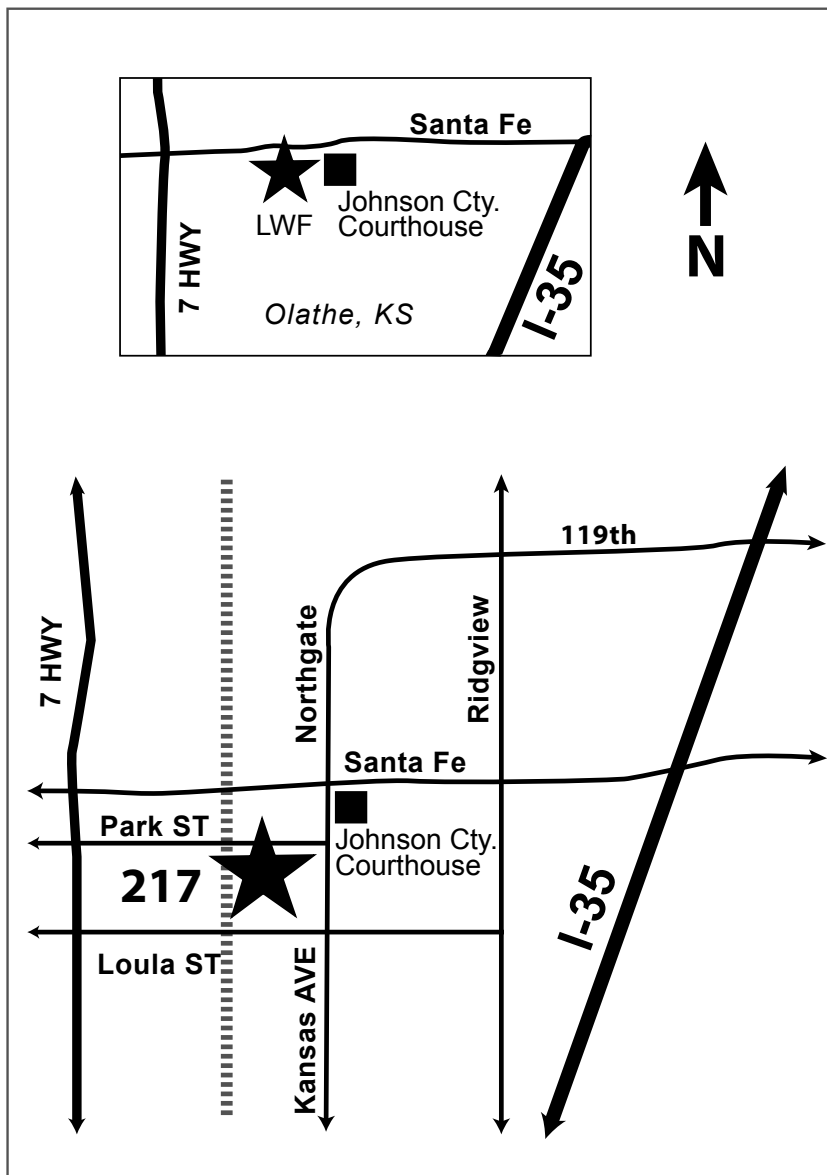 Santa Fe
Johnson Cty.
Courthouse
LWF
7 HWY
Olathe, KS
I-35
N
119th
7 HWY
Northgate
Ridgview
Santa Fe
Park ST
Johnson Cty.
Courthouse
217
I-35
Loula ST
Kansas AVE